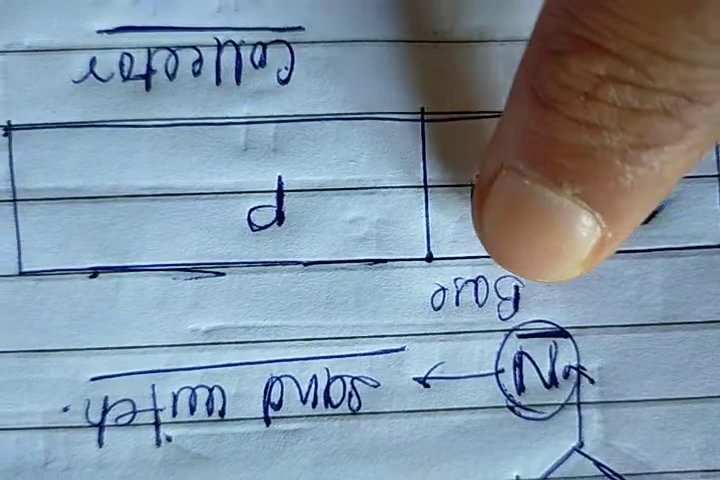 N → sand witch.
Base
P
Collector